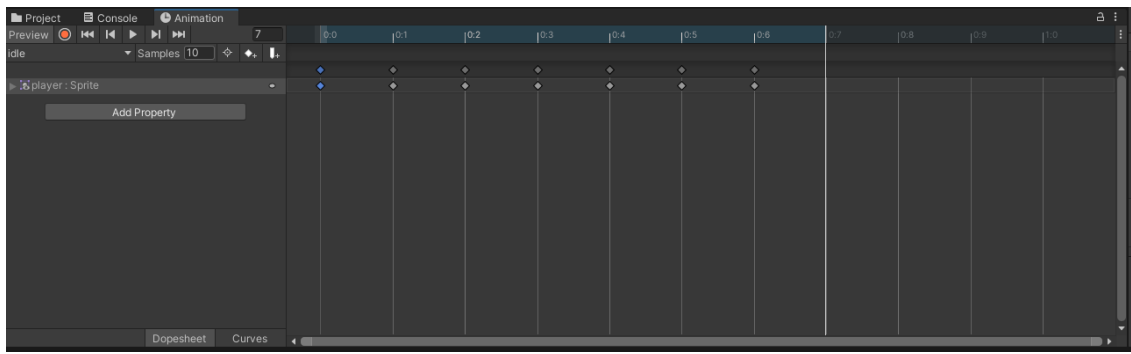 Project Console Animation
Preview 7 0:0 0:1 0:2 0:3 0:4 0:5 0:6 0:7 0:8 0:9 1:0
idle Samples 10
player : Sprite
Add Property
Dopesheet Curves